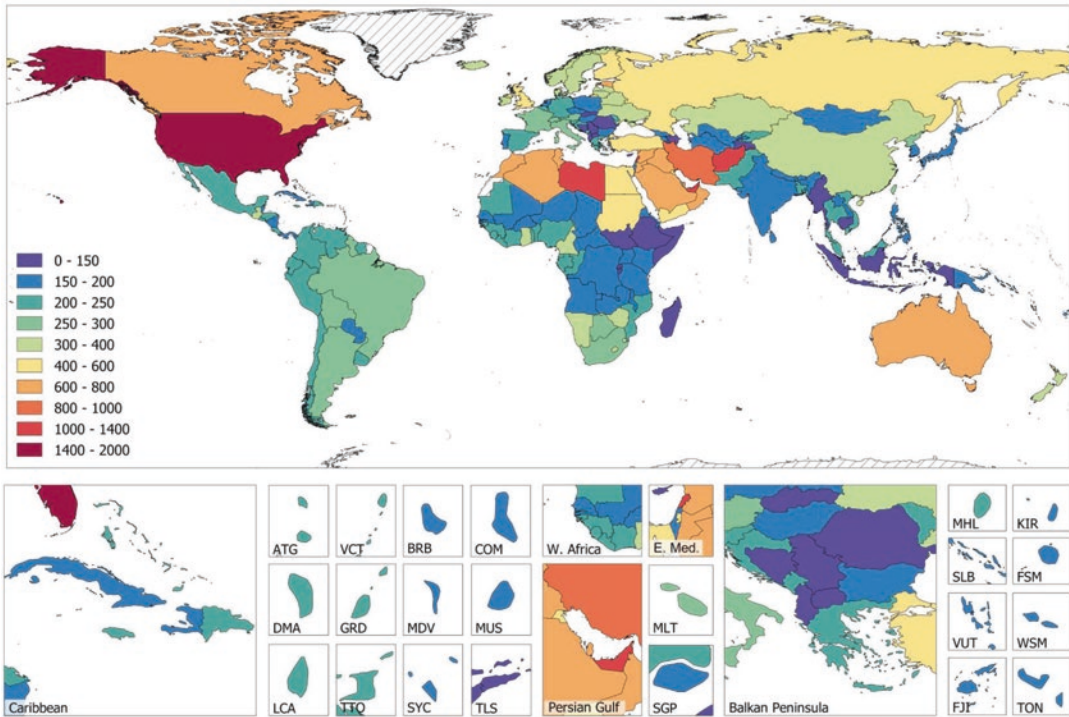 0 - 150
150 - 200
200 - 250
250 - 300
300 - 400
400 - 600
600 - 800
800 - 1000
1000 - 1400
1400 - 2000
Caribbean
ATG
VCT
BRB
COM
DMA
GRD
MDV
MUS
LCA
TTO
SYC
TLS
W. Africa
E. Med.
Persian Gulf
MLT
SGP
Balkan Peninsula
MHL
KIR
SLB
FSM
VUT
WSM
FJI
TON